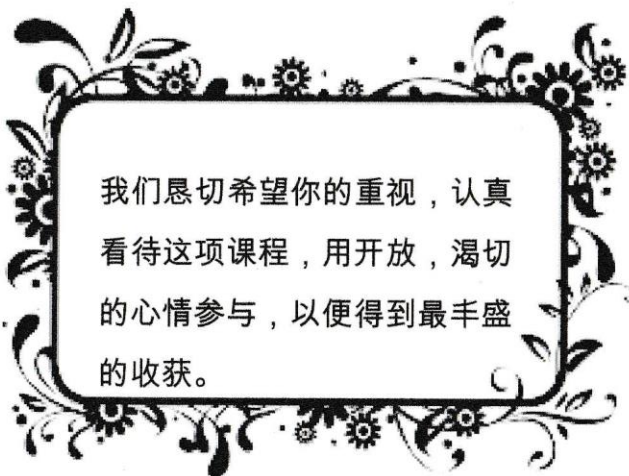 我们恳切希望你的重视，认真
看待这项课程，用开放，渴切
的心情参与，以便得到最丰盛
的收获。